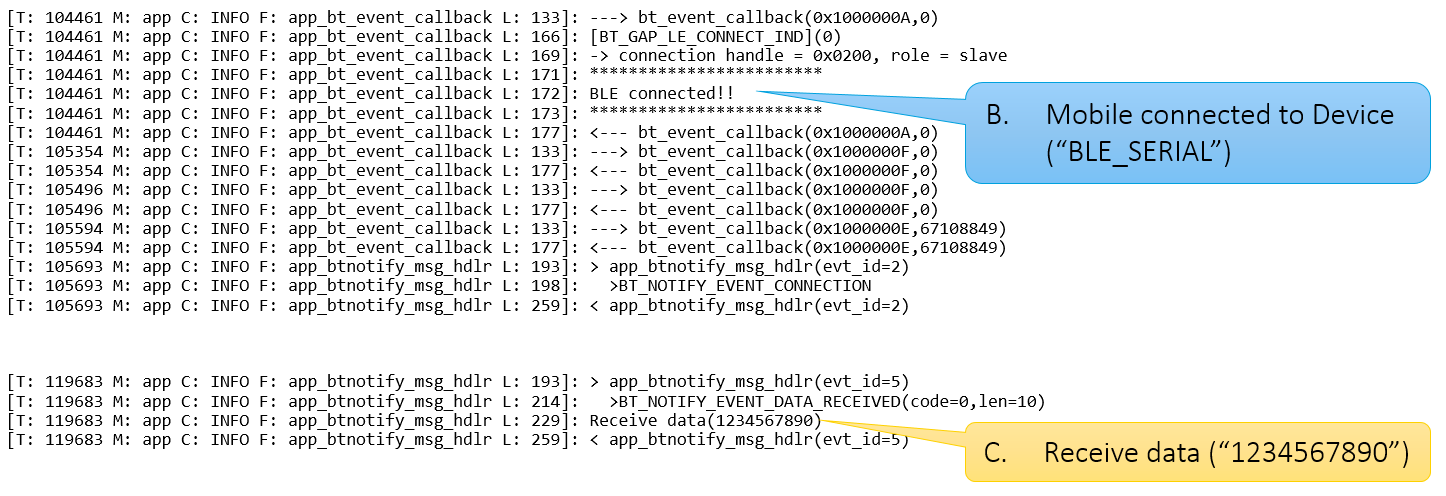 [T: 104461 M: app C: INFO F: app_bt_event_callback L: 133]: ---> bt_event_callback(0x1000000A,0)
[T: 104461 M: app C: INFO F: app_bt_event_callback L: 166]: [BT_GAP_LE_CONNECT_IND](0)
[T: 104461 M: app C: INFO F: app_bt_event_callback L: 169]: -> connection handle = 0x0200, role = slave
[T: 104461 M: app C: INFO F: app_bt_event_callback L: 171]: ************************
[T: 104461 M: app C: INFO F: app_bt_event_callback L: 172]: BLE connected!!
[T: 104461 M: app C: INFO F: app_bt_event_callback L: 173]: ************************
[T: 104461 M: app C: INFO F: app_bt_event_callback L: 177]: <--- bt_event_callback(0x1000000A,0)
[T: 105354 M: app C: INFO F: app_bt_event_callback L: 133]: ---> bt_event_callback(0x1000000F,0)
[T: 105354 M: app C: INFO F: app_bt_event_callback L: 177]: <--- bt_event_callback(0x1000000F,0)
[T: 105496 M: app C: INFO F: app_bt_event_callback L: 133]: ---> bt_event_callback(0x1000000F,0)
[T: 105496 M: app C: INFO F: app_bt_event_callback L: 177]: <--- bt_event_callback(0x1000000F,0)
[T: 105594 M: app C: INFO F: app_bt_event_callback L: 133]: ---> bt_event_callback(0x1000000E,67108849)
[T: 105594 M: app C: INFO F: app_bt_event_callback L: 177]: <--- bt_event_callback(0x1000000E,67108849)
[T: 105693 M: app C: INFO F: app_btnotify_msg_hdlr L: 193]: > app_btnotify_msg_hdlr(evt_id=2)
[T: 105693 M: app C: INFO F: app_btnotify_msg_hdlr L: 198]:   >BT_NOTIFY_EVENT_CONNECTION
[T: 105693 M: app C: INFO F: app_btnotify_msg_hdlr L: 259]: < app_btnotify_msg_hdlr(evt_id=2)
B. Mobile connected to Device
(“BLE_SERIAL”)
[T: 119683 M: app C: INFO F: app_btnotify_msg_hdlr L: 193]: > app_btnotify_msg_hdlr(evt_id=5)
[T: 119683 M: app C: INFO F: app_btnotify_msg_hdlr L: 214]:   >BT_NOTIFY_EVENT_DATA_RECEIVED(code=0,len=10)
[T: 119683 M: app C: INFO F: app_btnotify_msg_hdlr L: 229]: Receive data(1234567890)
[T: 119683 M: app C: INFO F: app_btnotify_msg_hdlr L: 259]: < app_btnotify_msg_hdlr(evt_id=5)
C. Receive data (“1234567890”)